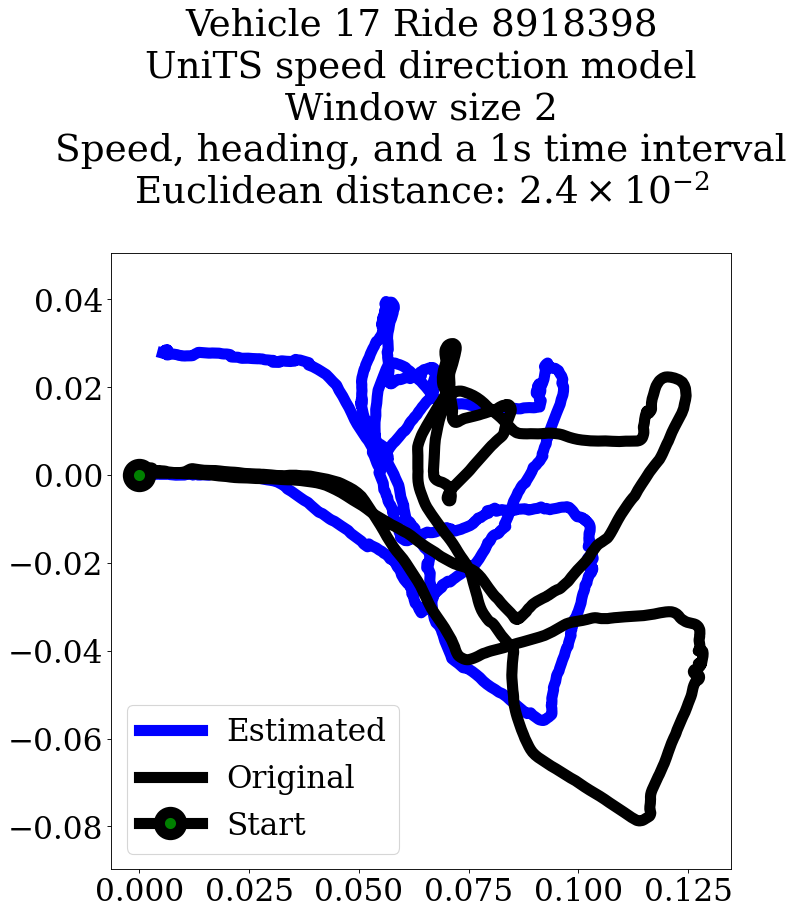 Vehicle 17 Ride 8918398
UniTS speed direction model
Window size 2
Speed, heading, and a 1s time interval
Euclidean distance: 2.4 × 10⁻²
0.04
0.02
0.00
−0.02
−0.04
−0.06
−0.08
Estimated
Original
Start
0.000 0.025 0.050 0.075 0.100 0.125